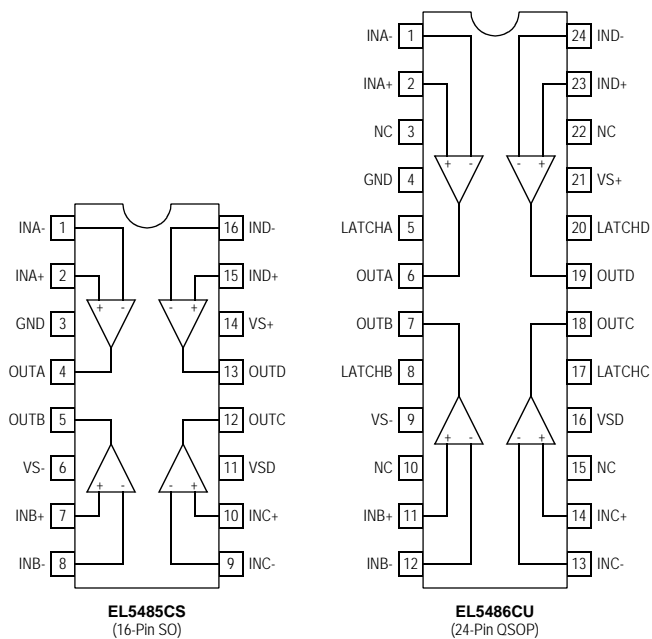 INA- 1 16 IND-
INA+ 2 15 IND+
+ - - +
GND 3 14 VS+
OUTA 4 13 OUTD
OUTB 5 12 OUTC
VS- 6 11 VSD
+ - - +
INB+ 7 10 INC+
INB- 8 9 INC-
EL5485CS
(16-Pin SO)
INA- 1 24 IND-
INA+ 2 23 IND+
NC 3 22 NC
+ - - +
GND 4 21 VS+
LATCHA 5 20 LATCHD
OUTA 6 19 OUTD
OUTB 7 18 OUTC
LATCHB 8 17 LATCHC
VS- 9 16 VSD
+ - - +
NC 10 15 NC
INB+ 11 14 INC+
INB- 12 13 INC-
EL5486CU
(24-Pin QSOP)